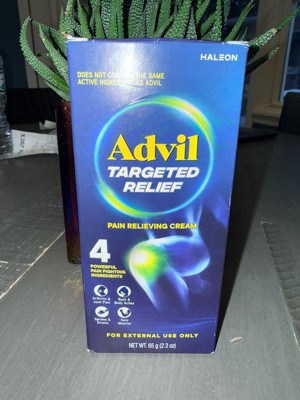 HALEON
DOES NOT CONTAIN THE SAME
ACTIVE INGREDIENT AS ADVIL
Advil
TARGETED
RELIEF
PAIN RELIEVING CREAM
4
POWERFUL
PAIN FIGHTING
INGREDIENTS
Arthritis &
Joint Pain
Back &
Body Aches
Sprains &
Strains
Sore
Muscles
FOR EXTERNAL USE ONLY
NET WT. 65 g (2.3 oz)